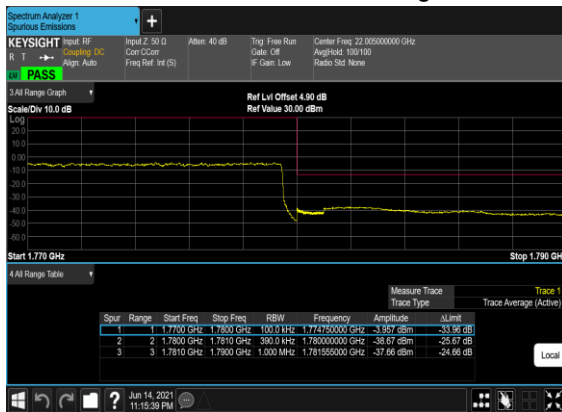 Spectrum Analyzer 1
Spurious Emissions
KEYSIGHT Input: RF Input Z: 50 Ω Atten: 40 dB Trig: Free Run Center Freq: 22.005000000 GHz
R T Coupling: DC Corr CCorr Gate: Off Avg|Hold: 100/100
Align: Auto Freq Ref: Int (S) IF Gain: Low Radio Std: None
PASS
3 All Range Graph
Ref Lvl Offset 4.90 dB
Scale/Div 10.0 dB Ref Value 30.00 dBm
Log
20.0
10.0
0.00
-10.0
-20.0
-30.0
-40.0
-50.0
-60.0
Start 1.770 GHz Stop 1.790 GH
4 All Range Table
Measure Trace Trace 1
Trace Type Trace Average (Active)
Spur Range Start Freq Stop Freq RBW Frequency Amplitude ΔLimit
1 1 1.7700 GHz 1.7800 GHz 100.0 kHz 1.774750000 GHz -3.957 dBm -33.96 dB
2 2 1.7800 GHz 1.7810 GHz 390.0 kHz 1.780000000 GHz -38.67 dBm -25.67 dB
3 3 1.7810 GHz 1.7900 GHz 1.000 MHz 1.781555000 GHz -37.66 dBm -24.66 dB
Local
? Jun 14, 2021
11:15:39 PM